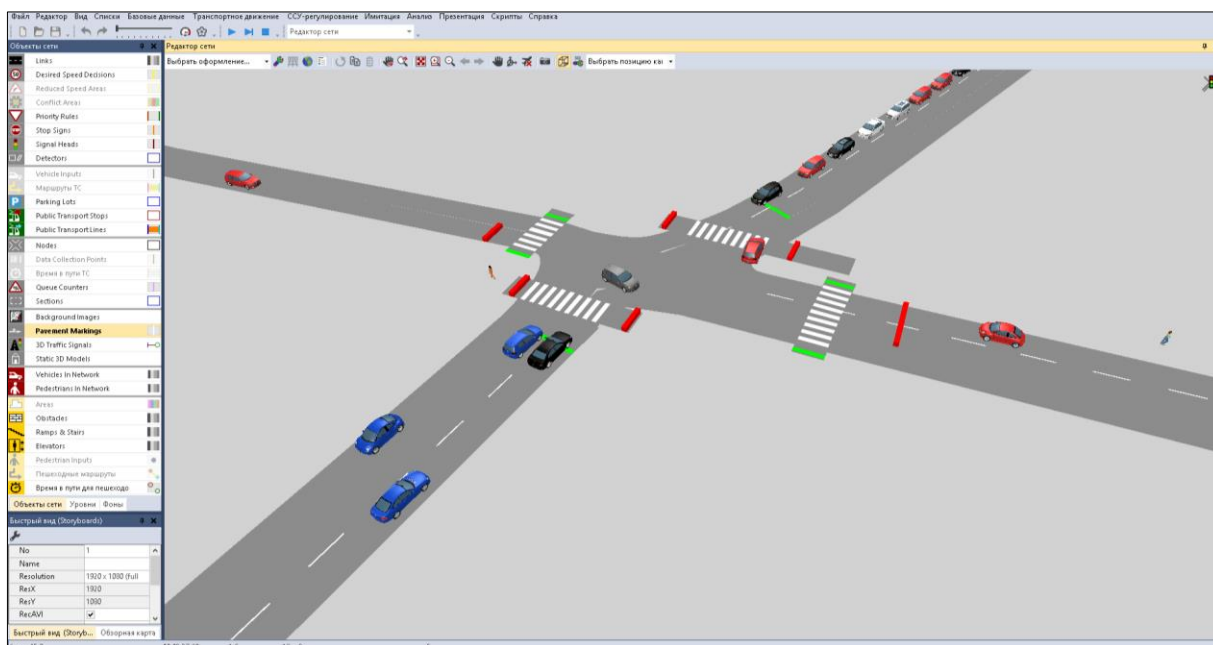 Файл Редактор Вид Списки Базовые данные Транспортное движение ССУ-регулирование Имитация Анализ Презентация Скрипты Справка
Редактор сети
Объекты сети
Редактор сети
Выбрать оформление...
Выбрать позицию ка
Links
Desired Speed Decisions
Reduced Speed Areas
Conflict Areas
Priority Rules
Stop Signs
Signal Heads
Detectors
Vehicle Inputs
Маршруты ТС
Parking Lots
Public Transport Stops
Public Transport Lines
Nodes
Data Collection Points
Время в пути ТС
Queue Counters
Sections
Background Images
Pavement Markings
3D Traffic Signals
Static 3D Models
Vehicles In Network
Pedestrians In Network
Areas
Obstacles
Ramps & Stairs
Elevators
Pedestrian Inputs
Пешеходные маршруты
Время в пути для пешеходо
Объекты сети Уровни Фоны
Быстрый вид (Storyboards)
No 1
Name
Resolution 1920 x 1080 (full
ResX 1920
ResY 1080
RecAVI
Быстрый вид (Storyb... Обзорная карта